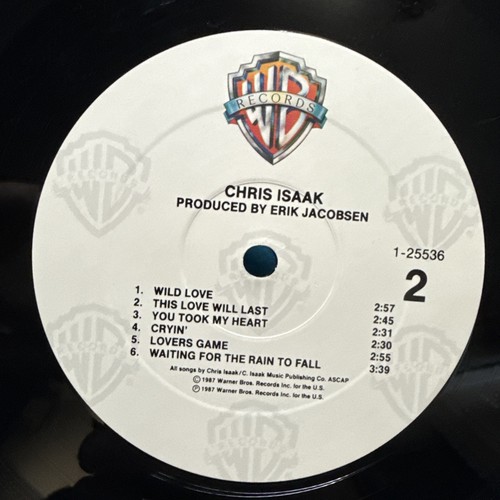 WB
RECORDS
CHRIS ISAAK
PRODUCED BY ERIK JACOBSEN
1-25536
2
1. WILD LOVE 2:57
2. THIS LOVE WILL LAST 2:45
3. YOU TOOK MY HEART 2:31
4. CRYIN' 2:30
5. LOVERS GAME 2:55
6. WAITING FOR THE RAIN TO FALL 3:39
All songs by Chris Isaak/C. Isaak Music Publishing Co. ASCAP
©1987 Warner Bros. Records Inc. for the U.S.
℗1987 Warner Bros. Records Inc. for the U.S.